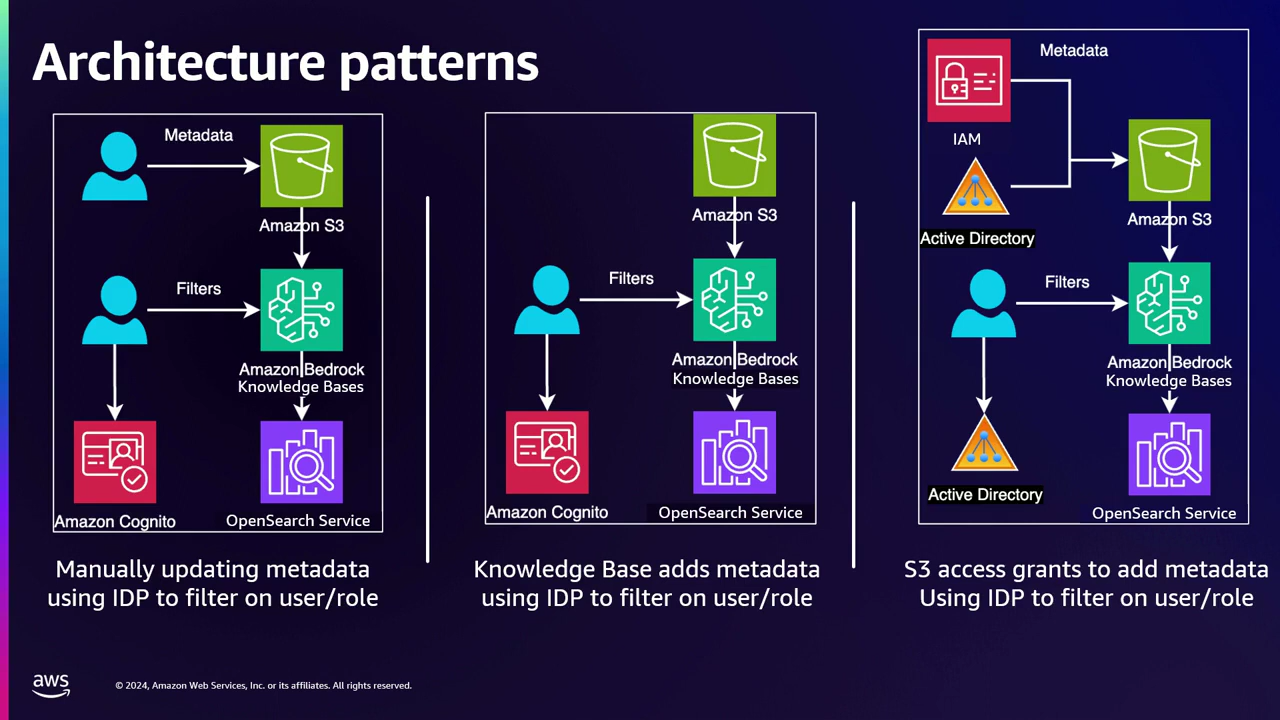 Architecture patterns
Metadata
Amazon S3
Filters
Amazon Bedrock
Knowledge Bases
Amazon Cognito
OpenSearch Service
Manually updating metadata
using IDP to filter on user/role
Amazon S3
Filters
Amazon Bedrock
Knowledge Bases
Amazon Cognito
OpenSearch Service
Knowledge Base adds metadata
using IDP to filter on user/role
Metadata
IAM
Amazon S3
Active Directory
Filters
Amazon Bedrock
Knowledge Bases
Active Directory
OpenSearch Service
S3 access grants to add metadata
Using IDP to filter on user/role
aws
© 2024, Amazon Web Services, Inc. or its affiliates. All rights reserved.